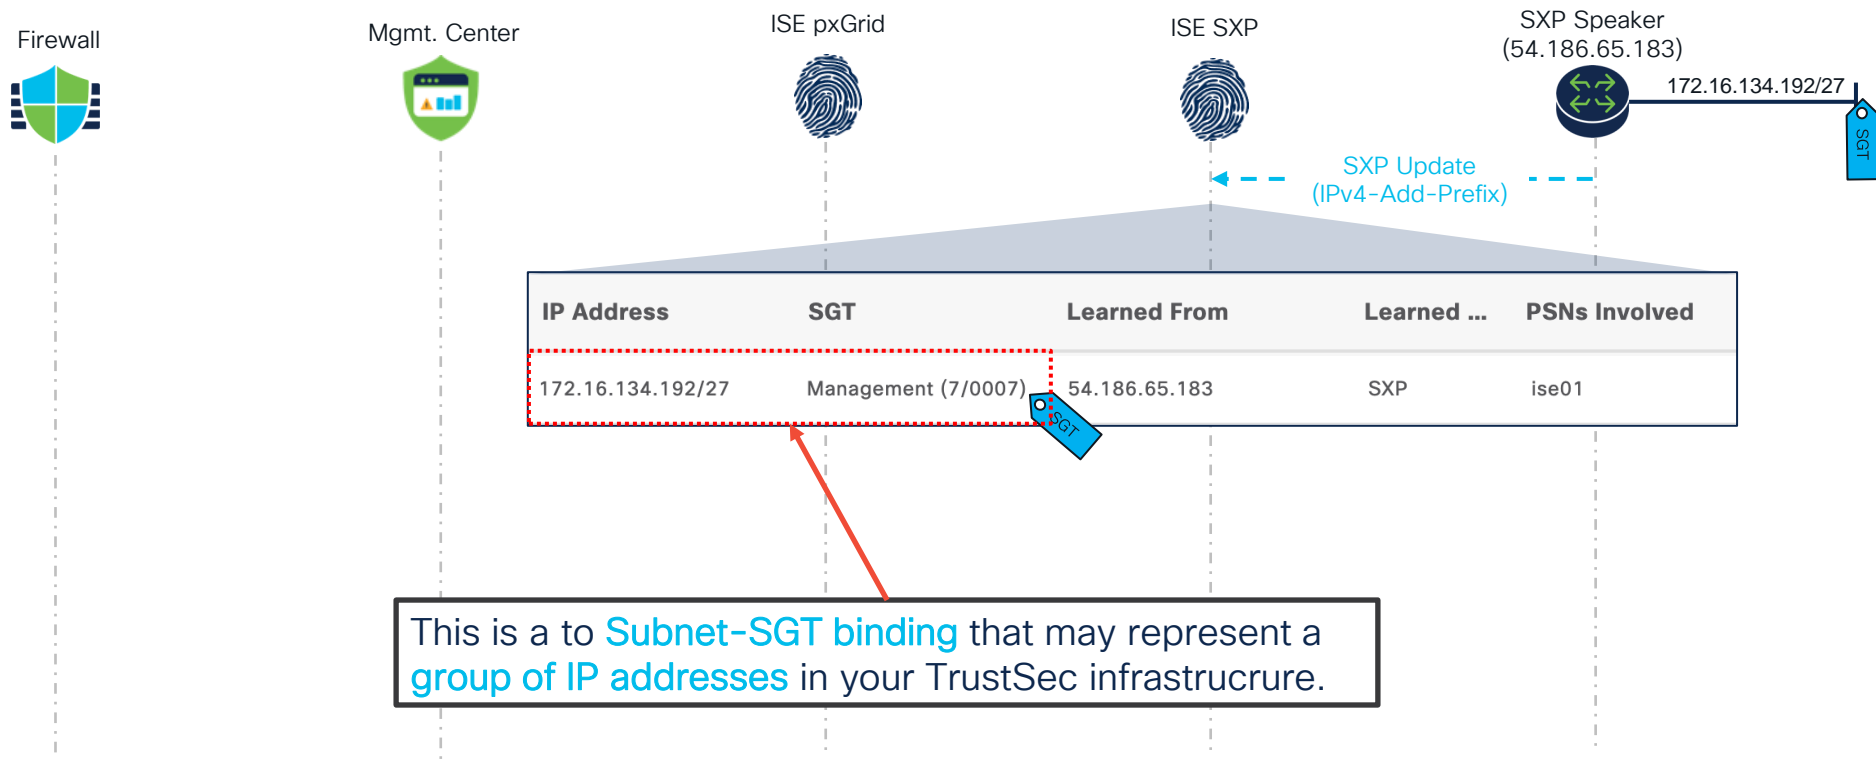 Firewall
Mgmt. Center
ISE pxGrid
ISE SXP
SXP Speaker
(54.186.65.183)
172.16.134.192/27
SGT
SXP Update
(IPv4-Add-Prefix)
IP Address SGT Learned From Learned ... PSNs Involved
172.16.134.192/27 Management (7/0007) 54.186.65.183 SXP ise01
SGT
This is a to Subnet-SGT binding that may represent a
group of IP addresses in your TrustSec infrastrucrure.